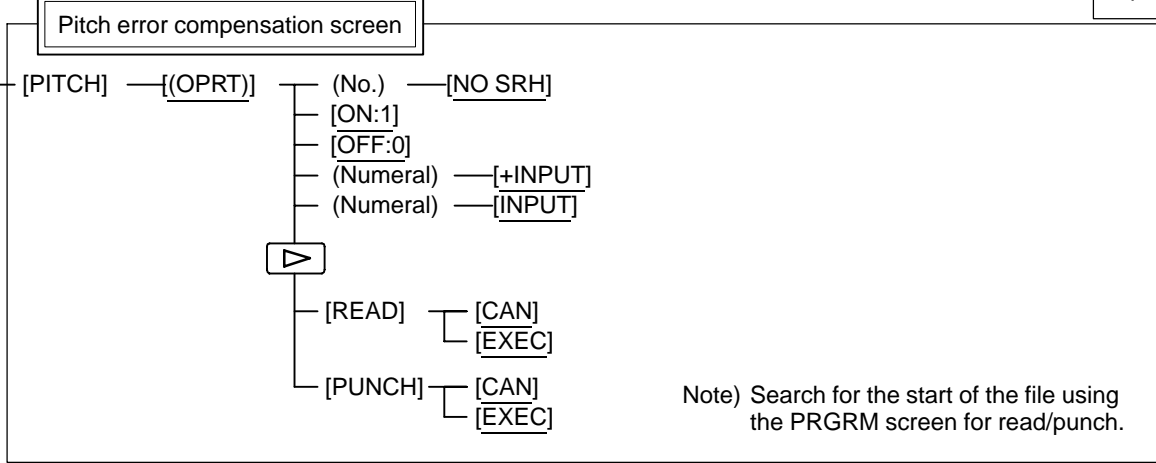 Pitch error compensation screen
[PITCH] [(OPRT)] (No.) [NO SRH]
[ON:1]
[OFF:0]
(Numeral) [+INPUT]
(Numeral) [INPUT]
[READ] [CAN]
[EXEC]
[PUNCH] [CAN]
[EXEC]
Note) Search for the start of the file using
the PRGRM screen for read/punch.